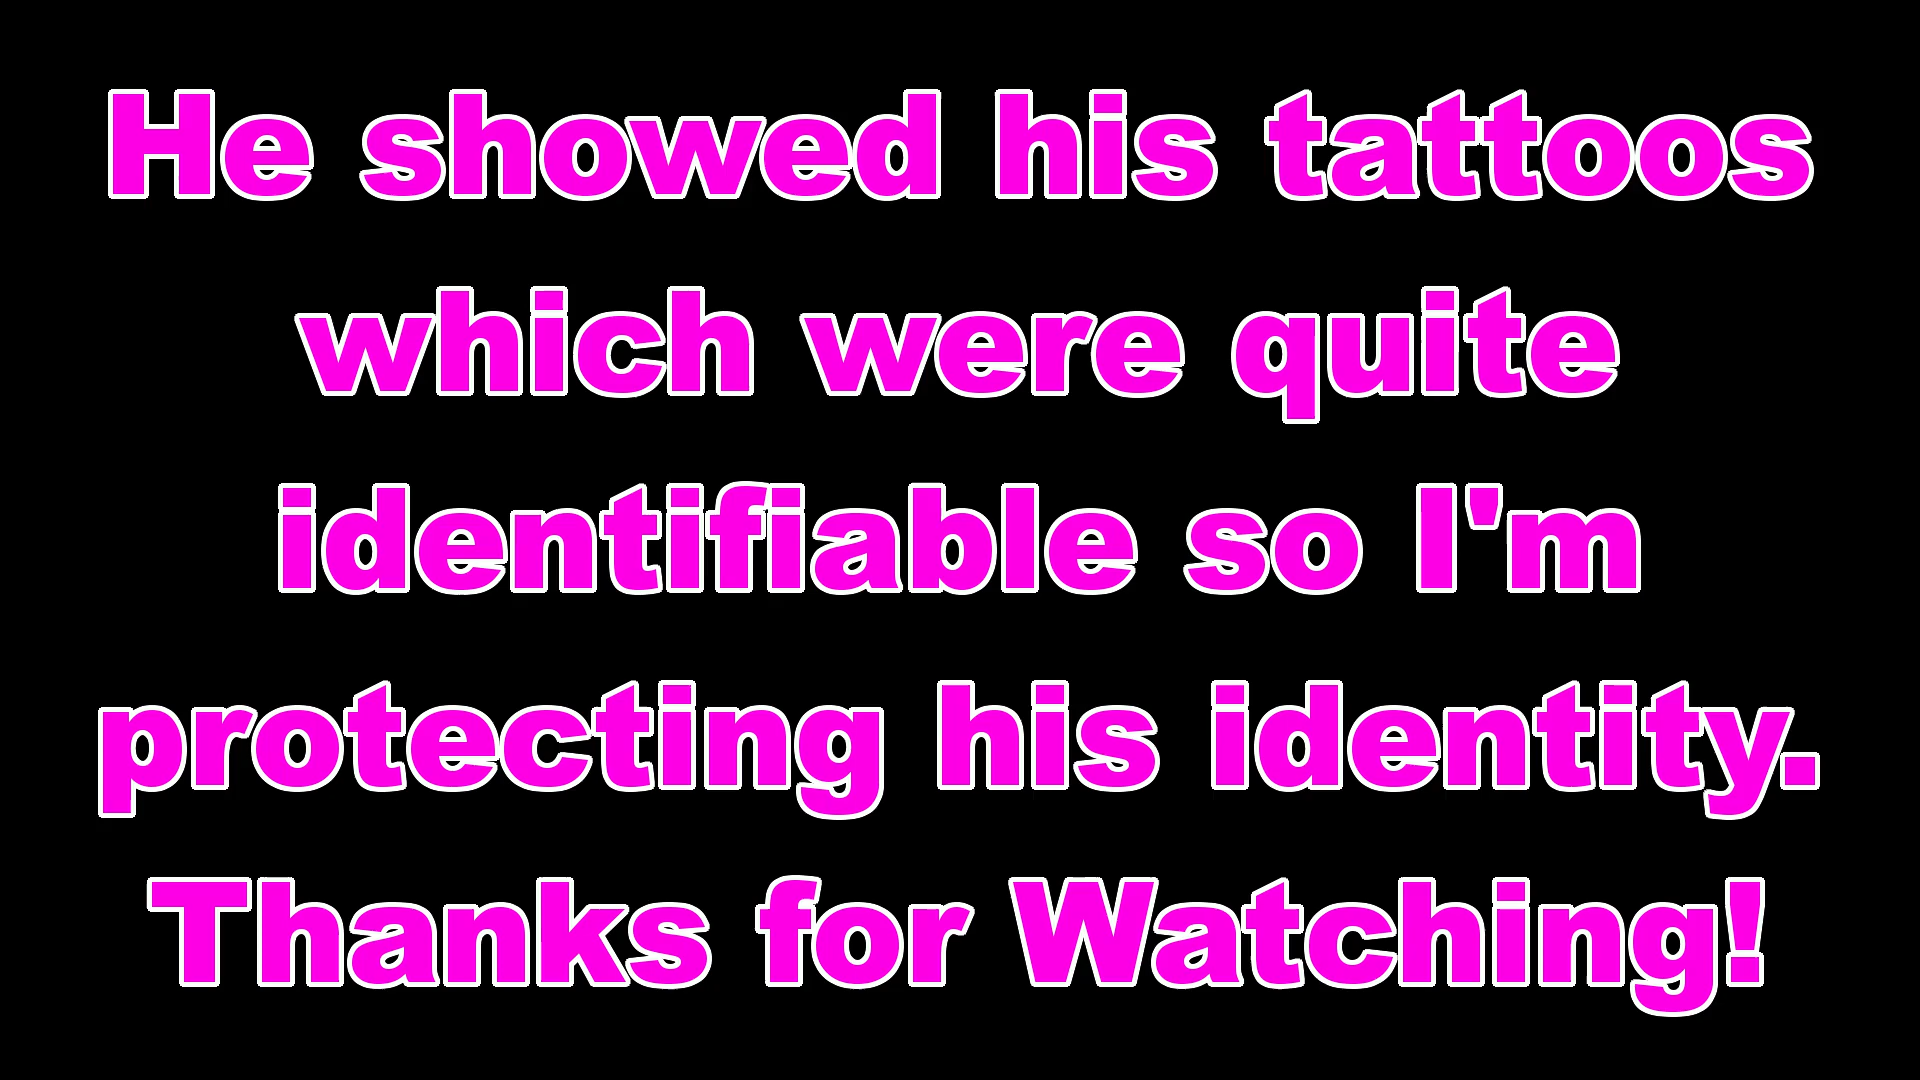 He showed his tattoos
which were quite
identifiable so I'm
protecting his identity.
Thanks for Watching!